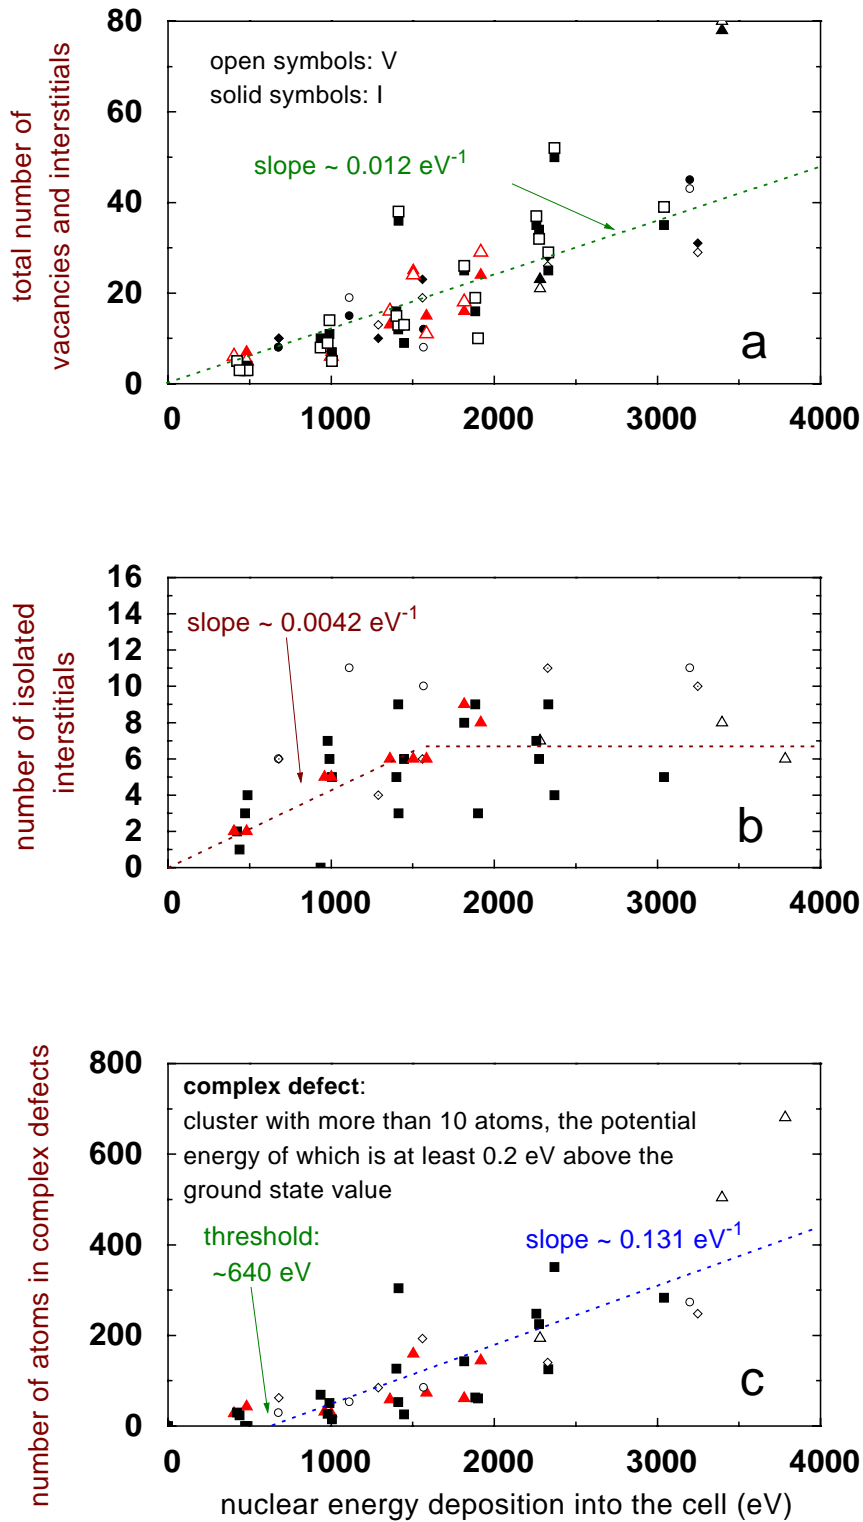 total number of
vacancies and interstitials
80
60
40
20
0
open symbols: V
solid symbols: I
slope ~ 0.012 eV-1
a
0 1000 2000 3000 4000
number of isolated
interstitials
16
14
12
10
8
6
4
2
0
slope ~ 0.0042 eV-1
b
0 1000 2000 3000 4000
number of atoms in complex defects
800
600
400
200
0
complex defect:
cluster with more than 10 atoms, the potential
energy of which is at least 0.2 eV above the
ground state value
threshold:
~640 eV
slope ~ 0.131 eV-1
c
0 1000 2000 3000 4000
nuclear energy deposition into the cell (eV)